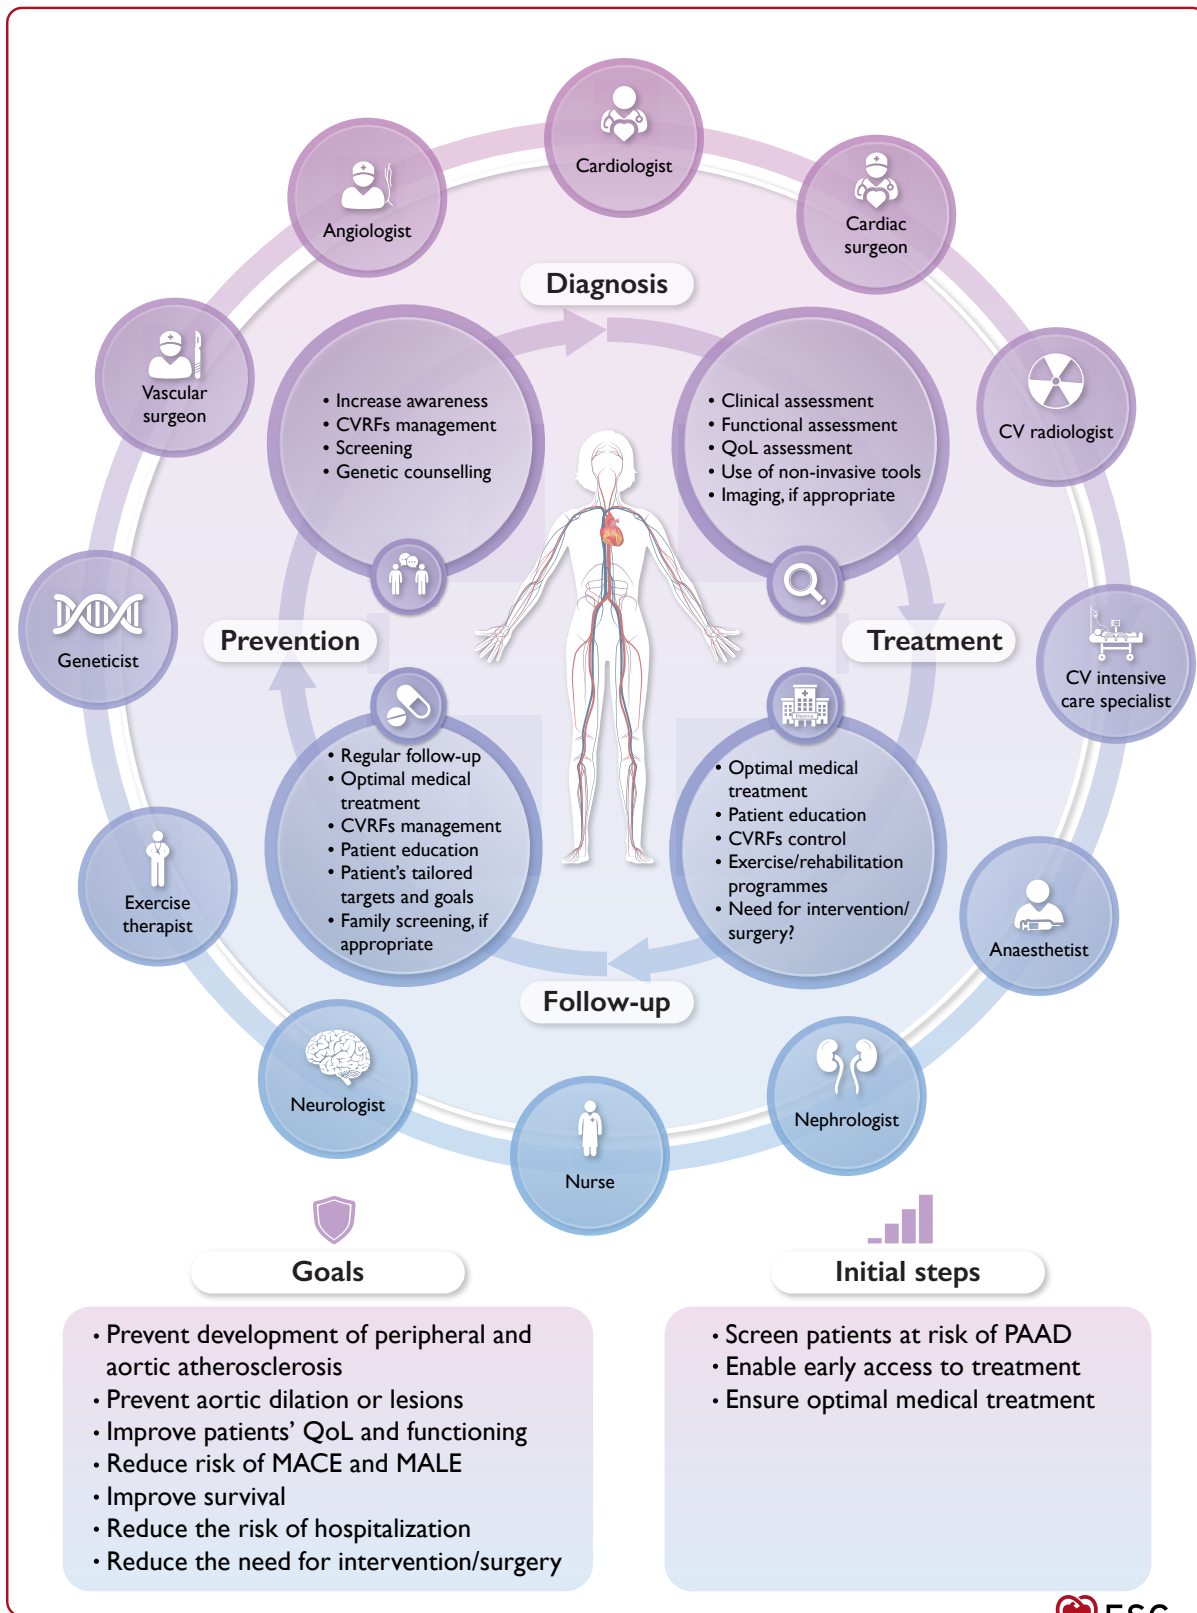 Cardiologist
Angiologist
Cardiac
surgeon
Diagnosis
Vascular
surgeon
• Increase awareness
• CVRFs management
• Screening
• Genetic counselling
• Clinical assessment
• Functional assessment
• QoL assessment
• Use of non-invasive tools
• Imaging, if appropriate
CV radiologist
Geneticist
Prevention
Treatment
CV intensive
care specialist
• Regular follow-up
• Optimal medical
treatment
• CVRFs management
• Patient education
• Patient's tailored
targets and goals
• Family screening, if
appropriate
• Optimal medical
treatment
• Patient education
• CVRFs control
• Exercise/rehabilitation
programmes
• Need for intervention/
surgery?
Exercise
therapist
Anaesthetist
Follow-up
Neurologist
Nephrologist
Nurse
Goals
• Prevent development of peripheral and
aortic atherosclerosis
• Prevent aortic dilation or lesions
• Improve patients' QoL and functioning
• Reduce risk of MACE and MALE
• Improve survival
• Reduce the risk of hospitalization
• Reduce the need for intervention/surgery
Initial steps
• Screen patients at risk of PAAD
• Enable early access to treatment
• Ensure optimal medical treatment
ESC